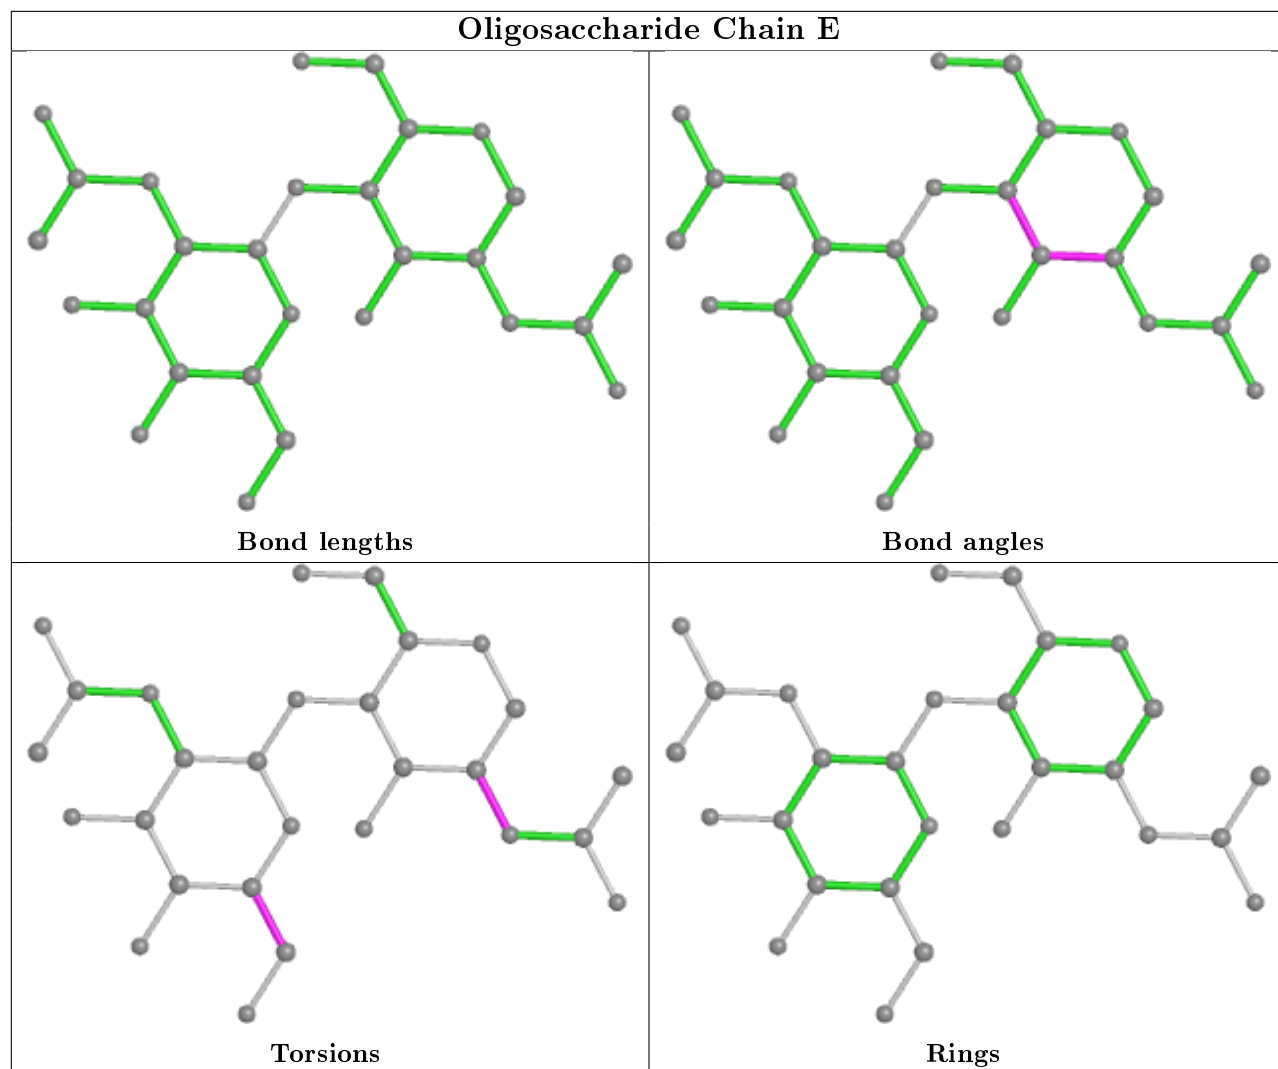 Oligosaccharide Chain E
Bond lengths
Bond angles
Torsions
Rings